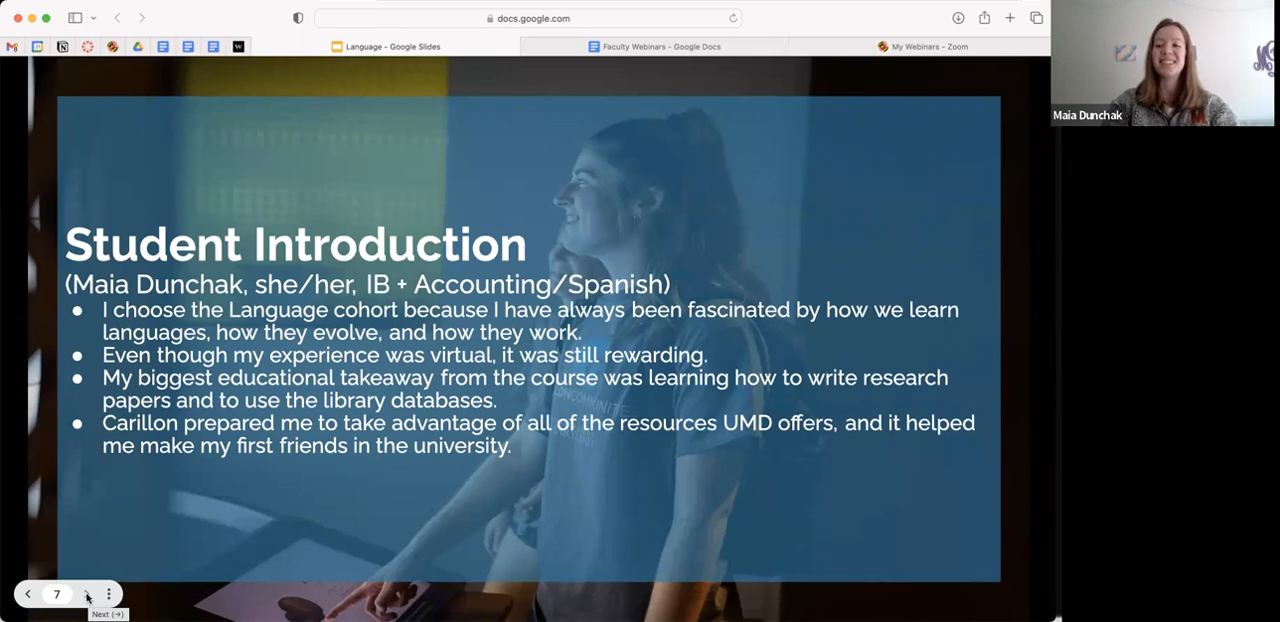 docs.google.com
Language - Google Slides
Faculty Webinars - Google Docs
My Webinars - Zoom
Maia Dunchak
Student Introduction
(Maia Dunchak, she/her, IB + Accounting/Spanish)
● I choose the Language cohort because I have always been fascinated by how we learn
languages, how they evolve, and how they work.
● Even though my experience was virtual, it was still rewarding.
● My biggest educational takeaway from the course was learning how to write research
papers and to use the library databases.
● Carillon prepared me to take advantage of all of the resources UMD offers, and it helped
me make my first friends in the university.
7
Next (→)